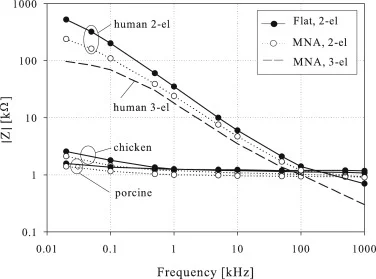 1000
100
10
1
0.1
|Z| [kΩ]
human 2-el
human 3-el
chicken
porcine
Flat, 2-el
MNA, 2-el
MNA, 3-el
0.01 0.1 1 10 100 1000
Frequency [kHz]